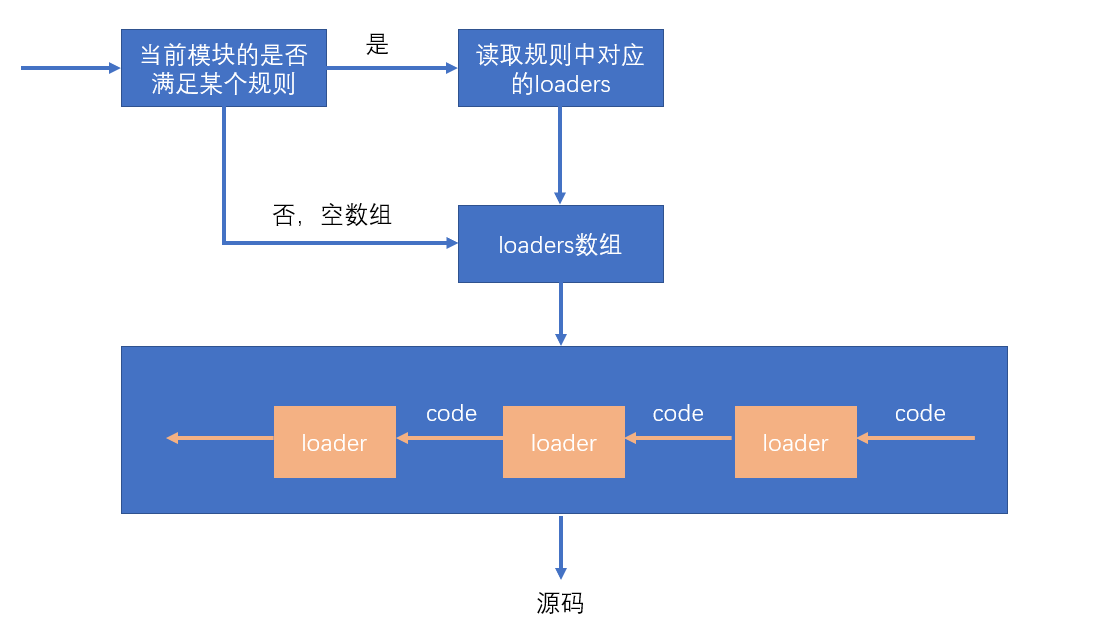 当前模块的是否
满足某个规则
是
读取规则中对应
的loaders
否，空数组
loaders数组
code
code
code
loader
loader
loader
源码